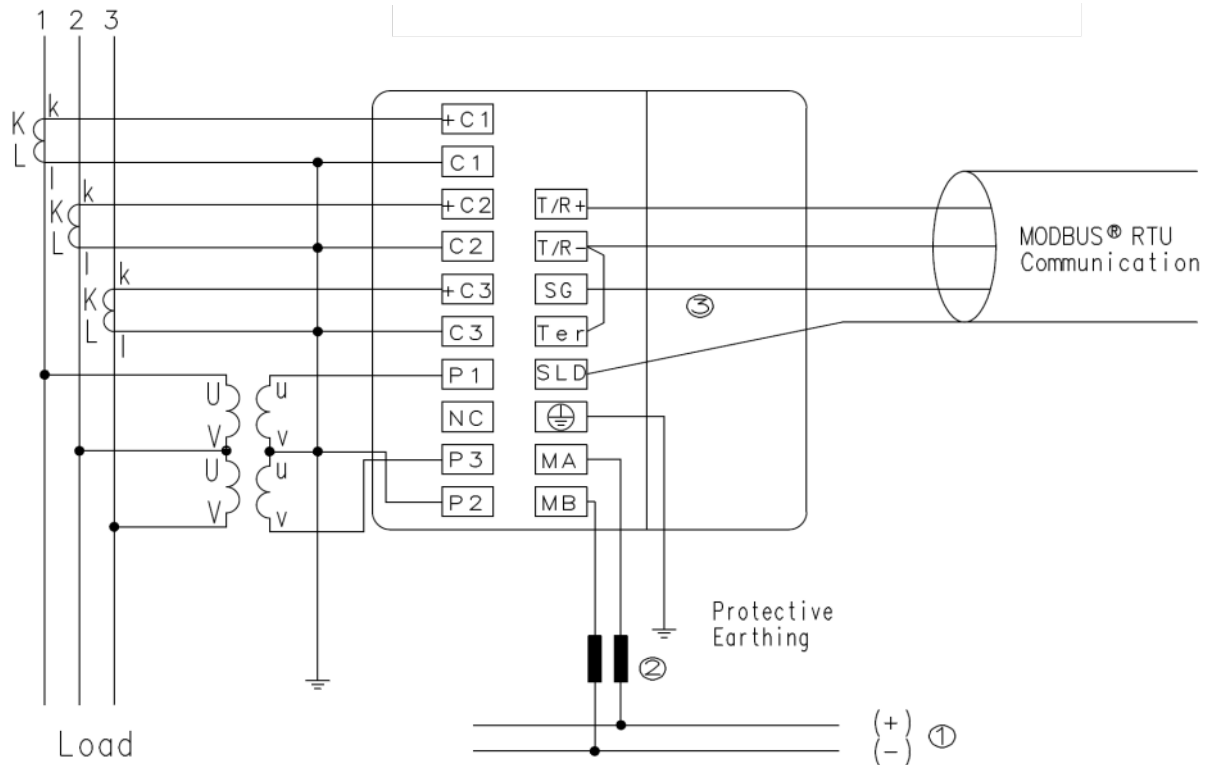 1 2 3
k
K
+C1
L
C1
l
k
K
+C2
T/R+
L
C2
T/R-
MODBUS® RTU
Communication
l
k
K
+C3
SG
③
L
C3
Ter
l
P1
SLD
U u
NC
V v
U u
P3
MA
V v
P2
MB
Protective
Earthing
②
(+)
①
(-)
Load